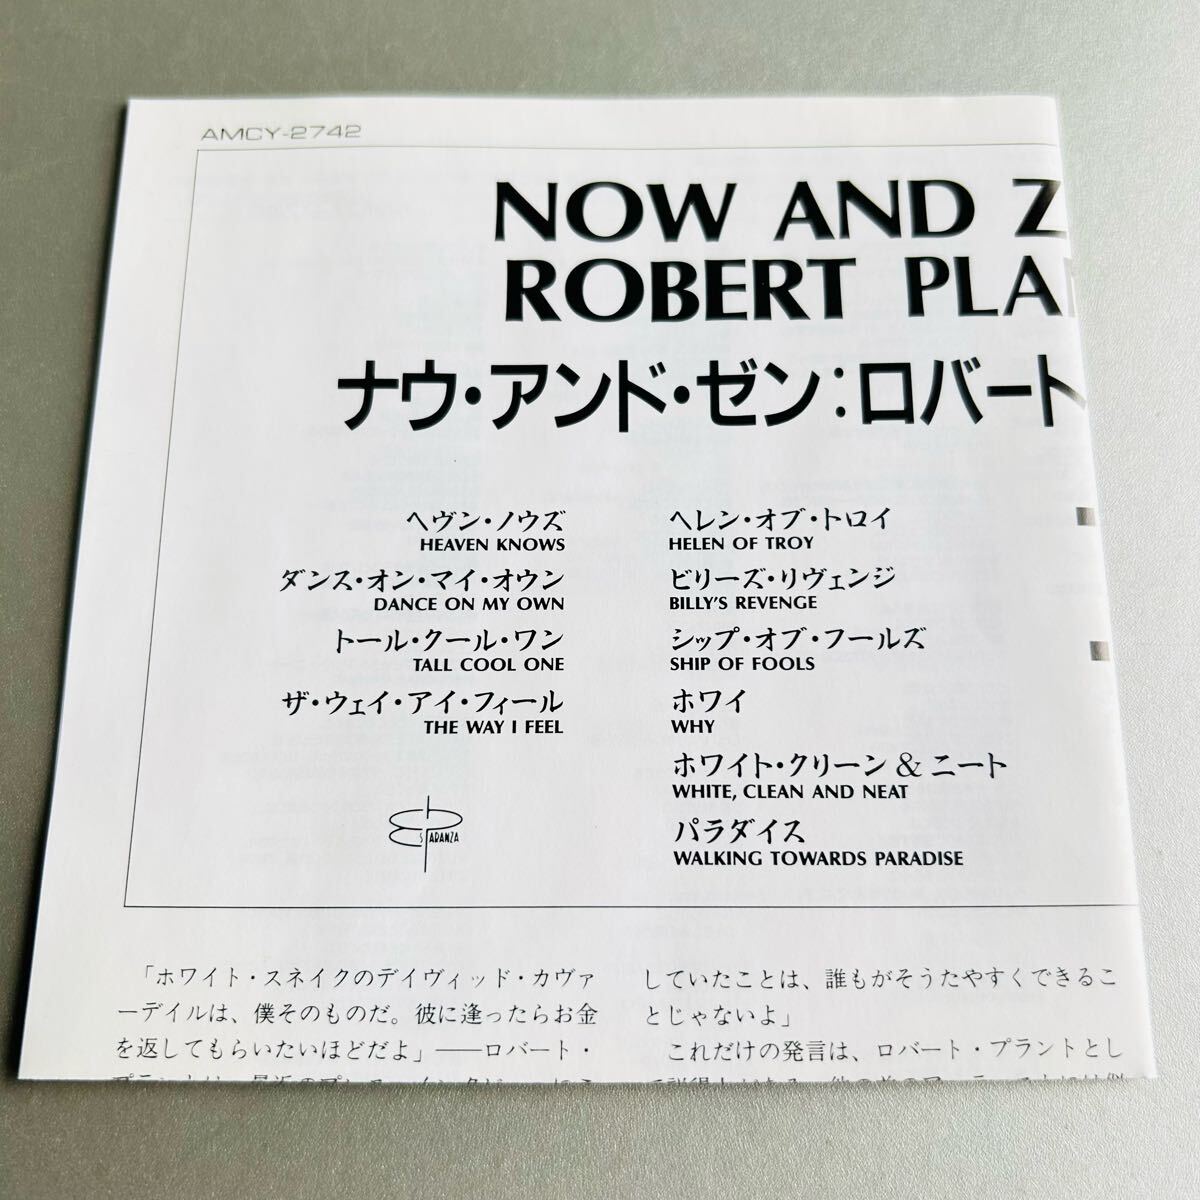 AMCY-2742
NOW AND Z
ROBERT PLA
ナウ・アンド・ゼン:ロバート
ヘヴン・ノウズ
HEAVEN KNOWS
ダンス・オン・マイ・オウン
DANCE ON MY OWN
トール・クール・ワン
TALL COOL ONE
ザ・ウェイ・アイ・フィール
THE WAY I FEEL
ES PARANZA
ヘレン・オブ・トロイ
HELEN OF TROY
ビリーズ・リヴェンジ
BILLY'S REVENGE
シップ・オブ・フールズ
SHIP OF FOOLS
ホワイ
WHY
ホワイト・クリーン&ニート
WHITE, CLEAN AND NEAT
パラダイス
WALKING TOWARDS PARADISE
「ホワイト・スネイクのデイヴィッド・カヴァ
ーデイルは、僕そのものだ。彼に逢ったらお金
を返してもらいたいほどだよ」——ロバート・
していたことは、誰もがそうたやすくできるこ
とじゃないよ」
これだけの発言は、ロバート・プラントとし